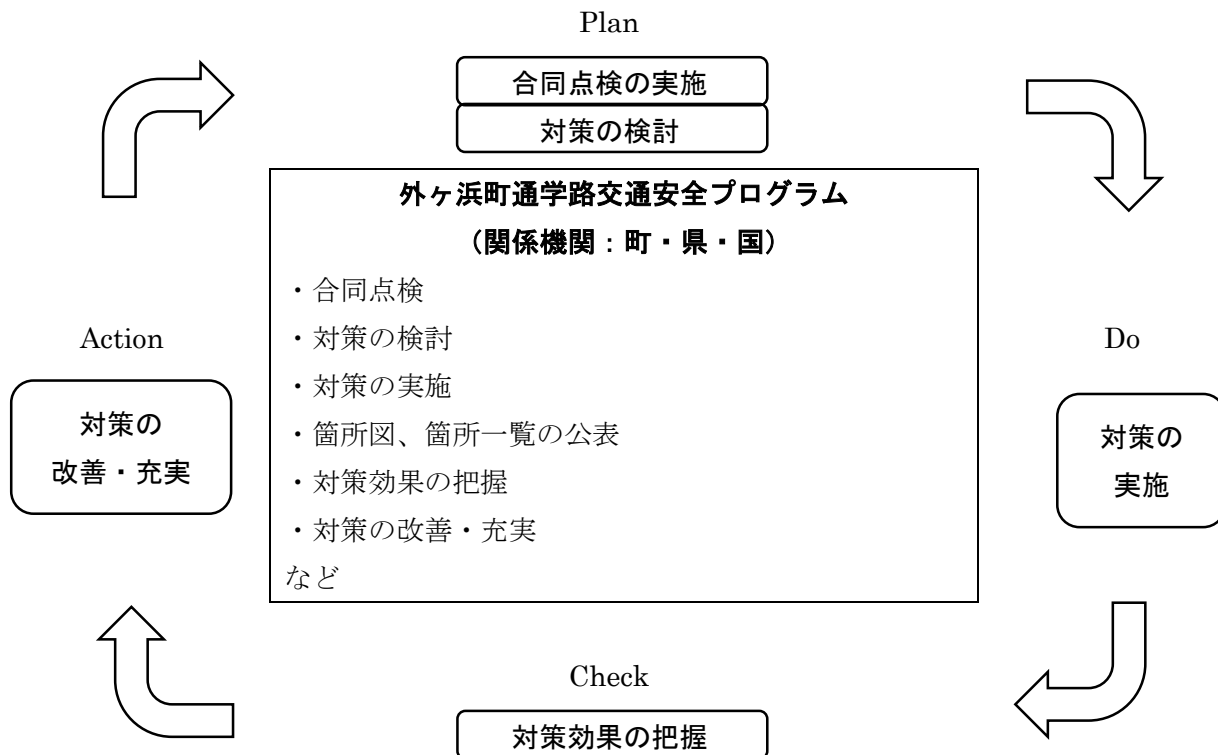 Plan
合同点検の実施
対策の検討
外ヶ浜町通学路交通安全プログラム
（関係機関：町・県・国）
・合同点検
・対策の検討
・対策の実施
・箇所図、箇所一覧の公表
・対策効果の把握
・対策の改善・充実
など
Action
対策の
改善・充実
Do
対策の
実施
Check
対策効果の把握